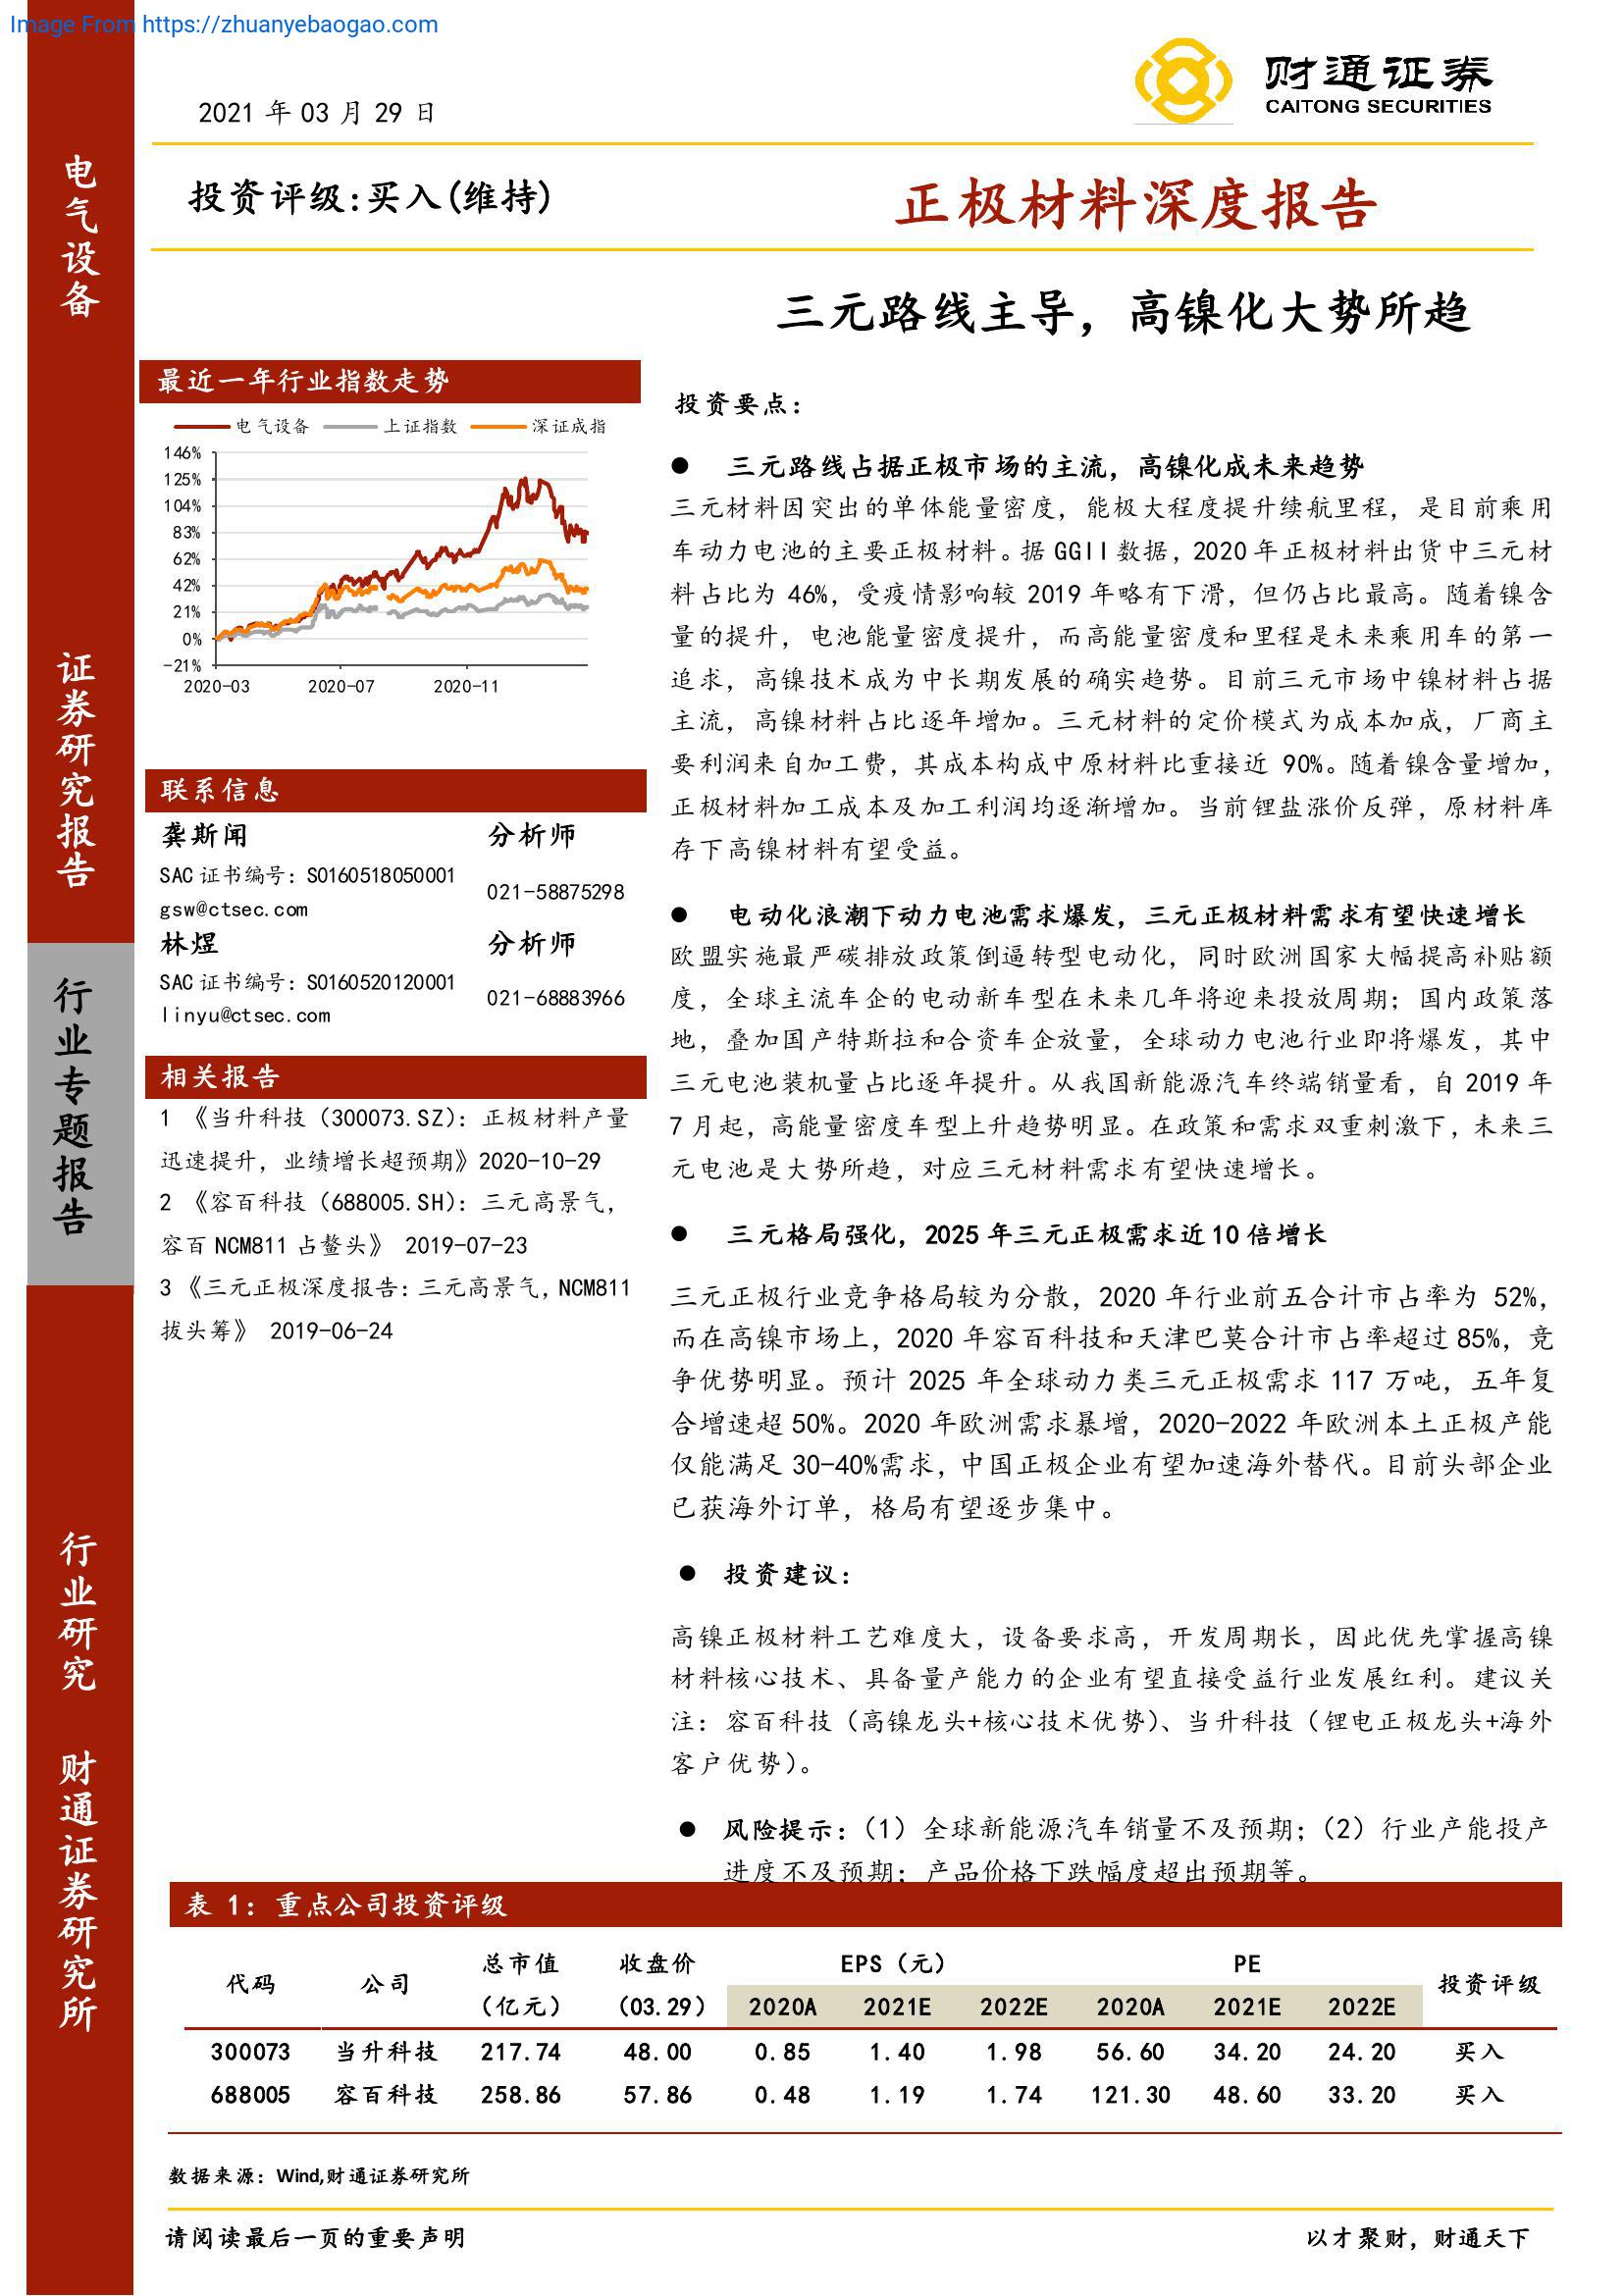 Image From https://zhuanyebaogao.com
财通证券
CAITONG SECURITIES
2021 年 03 月 29 日
投资评级:买入(维持)
正极材料深度报告
三元路线主导，高镍化大势所趋
电气设备
证券研究报告
行业专题报告
行业研究
财通证券研究所
最近一年行业指数走势
电气设备 上证指数 深证成指
146%
125%
104%
83%
62%
42%
21%
0%
-21%
2020-03 2020-07 2020-11
联系信息
龚斯闻 分析师
SAC 证书编号：S0160518050001
021-58875298
gsw@ctsec.com
林煜 分析师
SAC 证书编号：S0160520120001
021-68883966
linyu@ctsec.com
相关报告
1 《当升科技（300073.SZ）：正极材料产量
迅速提升，业绩增长超预期》2020-10-29
2 《容百科技（688005.SH）：三元高景气，
容百 NCM811 占鳌头》 2019-07-23
3 《三元正极深度报告：三元高景气，NCM811
拔头筹》 2019-06-24
投资要点：
● 三元路线占据正极市场的主流，高镍化成未来趋势
三元材料因突出的单体能量密度，能极大程度提升续航里程，是目前乘用
车动力电池的主要正极材料。据 GGII 数据，2020 年正极材料出货中三元材
料占比为 46%，受疫情影响较 2019 年略有下滑，但仍占比最高。随着镍含
量的提升，电池能量密度提升，而高能量密度和里程是未来乘用车的第一
追求，高镍技术成为中长期发展的确实趋势。目前三元市场中镍材料占据
主流，高镍材料占比逐年增加。三元材料的定价模式为成本加成，厂商主
要利润来自加工费，其成本构成中原材料比重接近 90%。随着镍含量增加，
正极材料加工成本及加工利润均逐渐增加。当前锂盐涨价反弹，原材料库
存下高镍材料有望受益。
● 电动化浪潮下动力电池需求爆发，三元正极材料需求有望快速增长
欧盟实施最严碳排放政策倒逼转型电动化，同时欧洲国家大幅提高补贴额
度，全球主流车企的电动新车型在未来几年将迎来投放周期；国内政策落
地，叠加国产特斯拉和合资车企放量，全球动力电池行业即将爆发，其中
三元电池装机量占比逐年提升。从我国新能源汽车终端销量看，自 2019 年
7 月起，高能量密度车型上升趋势明显。在政策和需求双重刺激下，未来三
元电池是大势所趋，对应三元材料需求有望快速增长。
● 三元格局强化，2025 年三元正极需求近 10 倍增长
三元正极行业竞争格局较为分散，2020 年行业前五合计市占率为 52%，
而在高镍市场上，2020 年容百科技和天津巴莫合计市占率超过 85%，竞
争优势明显。预计 2025 年全球动力类三元正极需求 117 万吨，五年复
合增速超 50%。2020 年欧洲需求暴增，2020-2022 年欧洲本土正极产能
仅能满足 30-40%需求，中国正极企业有望加速海外替代。目前头部企业
已获海外订单，格局有望逐步集中。
● 投资建议：
高镍正极材料工艺难度大，设备要求高，开发周期长，因此优先掌握高镍
材料核心技术、具备量产能力的企业有望直接受益行业发展红利。建议关
注：容百科技（高镍龙头+核心技术优势）、当升科技（锂电正极龙头+海外
客户优势）。
● 风险提示：（1）全球新能源汽车销量不及预期；（2）行业产能投产
进度不及预期；产品价格下跌幅度超出预期等。
表 1：重点公司投资评级
代码 公司 总市值（亿元） 收盘价（03.29） EPS（元） PE 投资评级
2020A 2021E 2022E 2020A 2021E 2022E
300073 当升科技 217.74 48.00 0.85 1.40 1.98 56.60 34.20 24.20 买入
688005 容百科技 258.86 57.86 0.48 1.19 1.74 121.30 48.60 33.20 买入
数据来源：Wind,财通证券研究所
请阅读最后一页的重要声明
以才聚财，财通天下